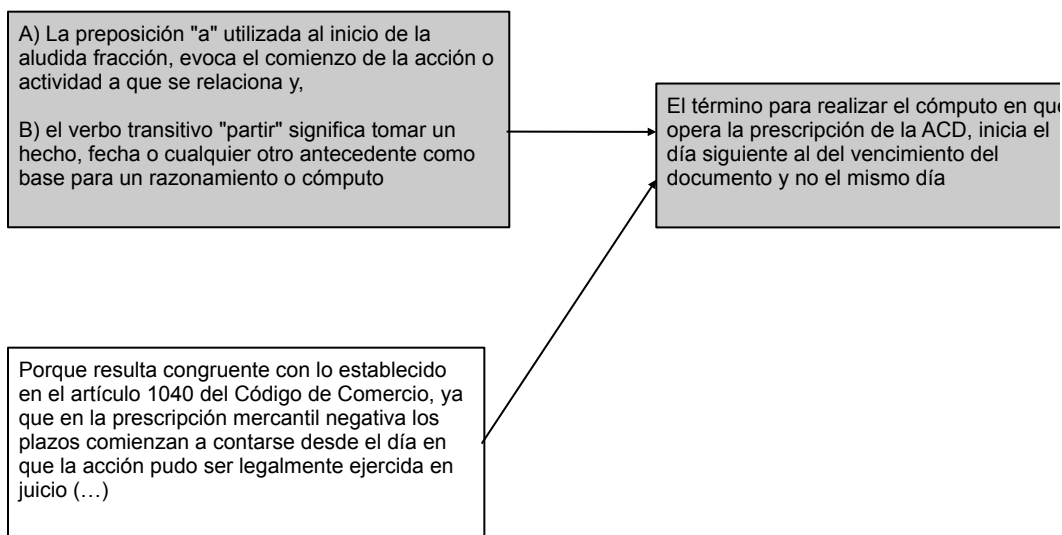 A) La preposición "a" utilizada al inicio de la
aludida fracción, evoca el comienzo de la acción o
actividad a que se relaciona y,
B) el verbo transitivo "partir" significa tomar un
hecho, fecha o cualquier otro antecedente como
base para un razonamiento o cómputo
El término para realizar el cómputo en que
opera la prescripción de la ACD, inicia el
día siguiente al del vencimiento del
documento y no el mismo día
Porque resulta congruente con lo establecido
en el artículo 1040 del Código de Comercio, ya
que en la prescripción mercantil negativa los
plazos comienzan a contarse desde el día en
que la acción pudo ser legalmente ejercida en
juicio (…)